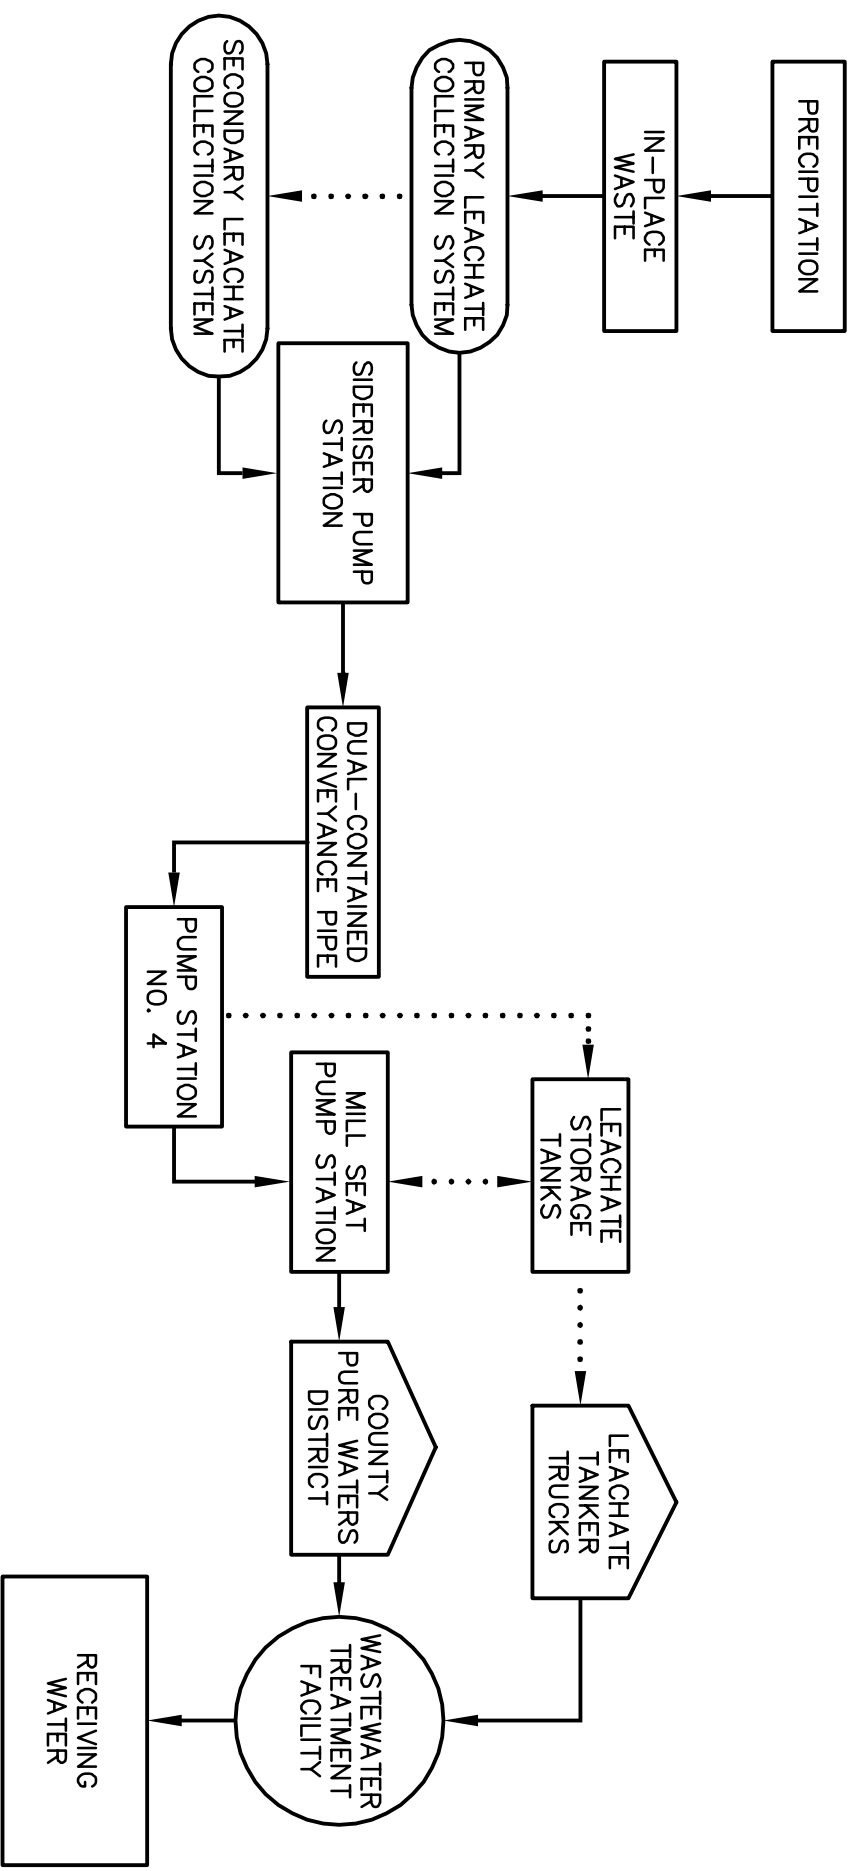 PRECIPITATION
IN-PLACE
WASTE
PRIMARY LEACHATE
COLLECTION SYSTEM
SECONDARY LEACHATE
COLLECTION SYSTEM
SIDERISER PUMP
STATION
DUAL-CONTAINED
CONVEYANCE PIPE
PUMP STATION
NO. 4
LEACHATE
STORAGE
TANKS
MILL SEAT
PUMP STATION
LEACHATE
TANKER
TRUCKS
COUNTY
PURE WATERS
DISTRICT
WASTEWATER
TREATMENT
FACILITY
RECEIVING
WATER